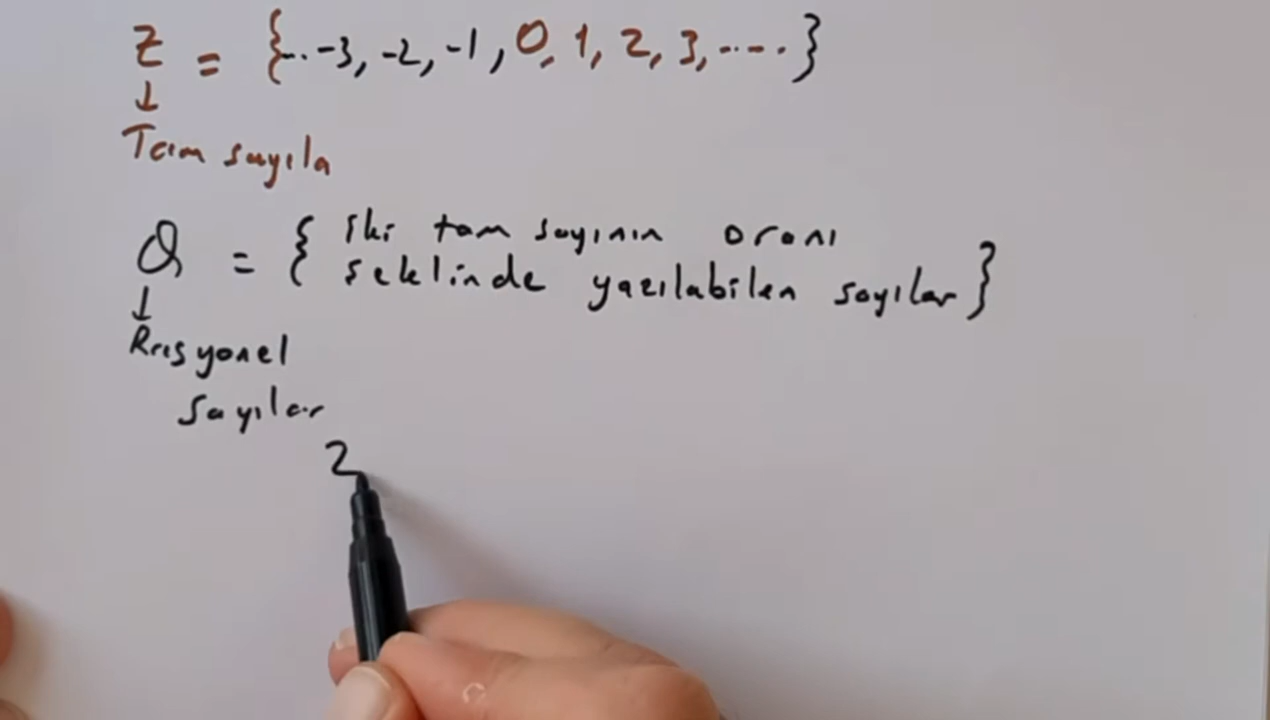 Z = {... -3, -2, -1, 0, 1, 2, 3, ..... }
↓
Tam sayıla
Q = { İki tam sayının oranı
şeklinde yazılabilen sayılar }
↓
Rasyonel
sayılar
2